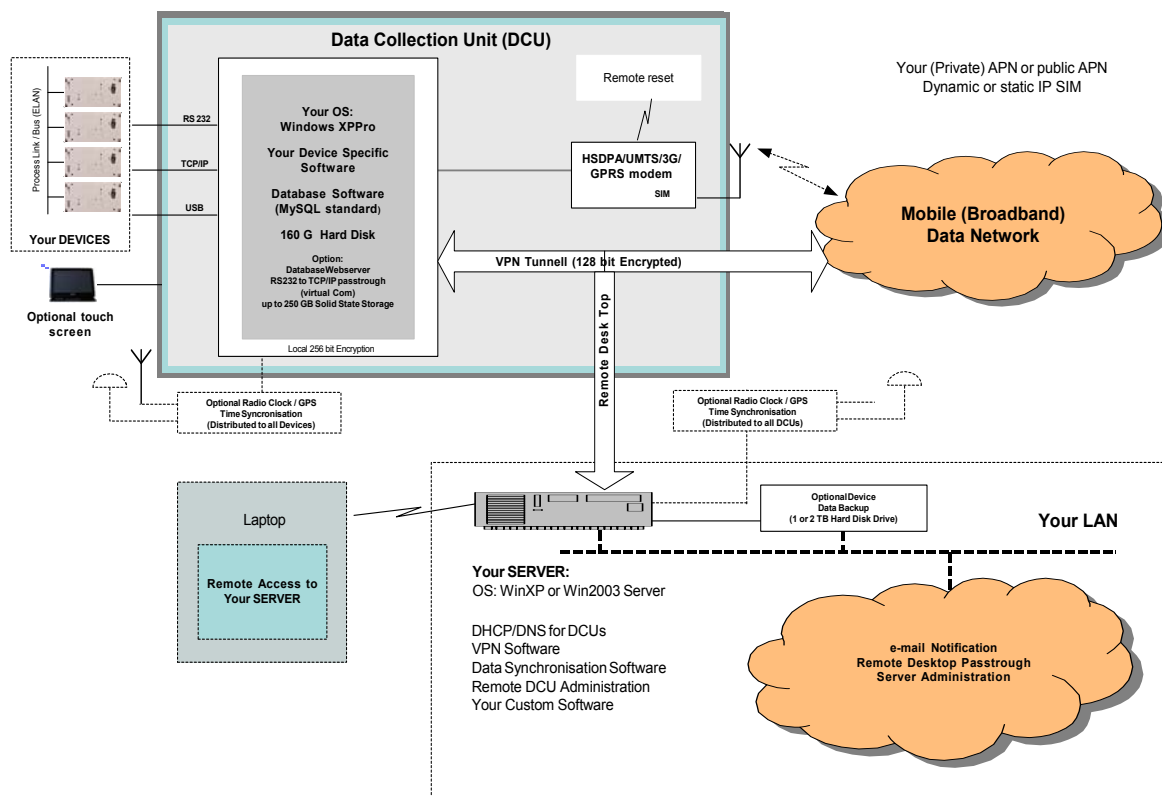 Data Collection Unit (DCU)
Process Link / Bus (ELAN)
Your DEVICES
RS 232
TCP/IP
USB
Optional touch
screen
Your OS:
Windows XPPro
Your Device Specific
Software
Database Software
(MySQL standard)
160 G Hard Disk
Option:
DatabaseWebserver
RS232 to TCP/IP passtrough
(virtual Com)
up to 250 GB Solid State Storage
Local 256 bit Encryption
Remote reset
HSDPA/UMTS/3G/
GPRS modem
SIM
Your (Private) APN or public APN
Dynamic or static IP SIM
Mobile (Broadband)
Data Network
VPN Tunnell (128 bit Encrypted)
Remote Desk Top
Optional Radio Clock / GPS
Time Syncronisation
(Distributed to all Devices)
Optional Radio Clock / GPS
Time Synchronisation
(Distributed to all DCUs)
Laptop
Remote Access to
Your SERVER
Optional Device
Data Backup
(1 or 2 TB Hard Disk Drive)
Your LAN
Your SERVER:
OS: WinXP or Win2003 Server
DHCP/DNS for DCUs
VPN Software
Data Synchronisation Software
Remote DCU Administration
Your Custom Software
e-mail Notification
Remote Desktop Passtrough
Server Administration